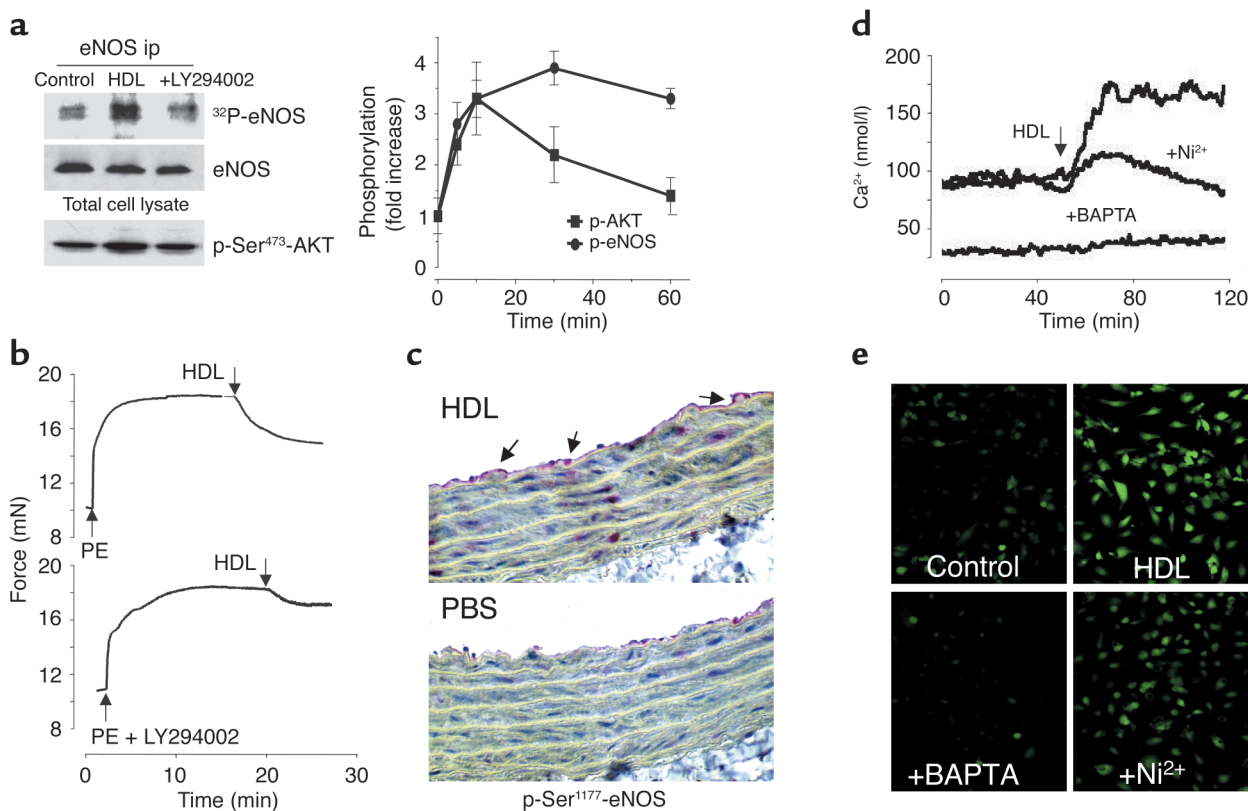 a
eNOS ip
Control HDL +LY294002
³²P-eNOS
eNOS
Total cell lysate
p-Ser⁴⁷³-AKT
Phosphorylation
(fold increase)
4
3
2
1
0
p-AKT
p-eNOS
0 20 40 60
Time (min)
b
Force (mN)
20
16
12
8
HDL
PE
20
16
12
8
HDL
PE + LY294002
0 10 20 30
Time (min)
c
HDL
PBS
p-Ser¹¹⁷⁷-eNOS
d
Ca²⁺ (nmol/l)
200
150
100
50
HDL
+Ni²⁺
+BAPTA
0 40 80 120
Time (min)
e
Control
HDL
+BAPTA
+Ni²⁺